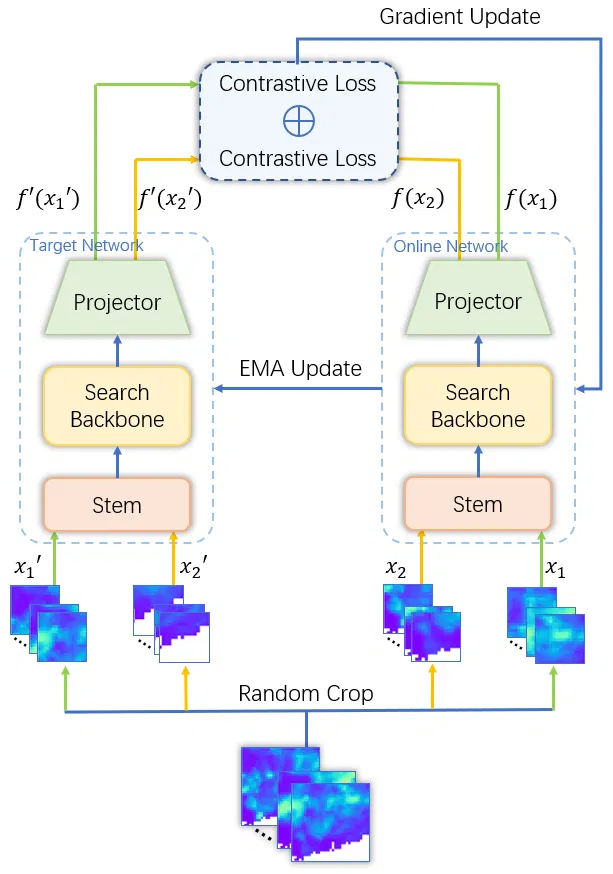 Gradient Update
Contrastive Loss
⊕
Contrastive Loss
f′(x₁′)
f′(x₂′)
f(x₂)
f(x₁)
Target Network
Online Network
Projector
Projector
EMA Update
Search
Backbone
Search
Backbone
Stem
Stem
x₁′
x₂′
x₂
x₁
...
...
...
...
Random Crop
...